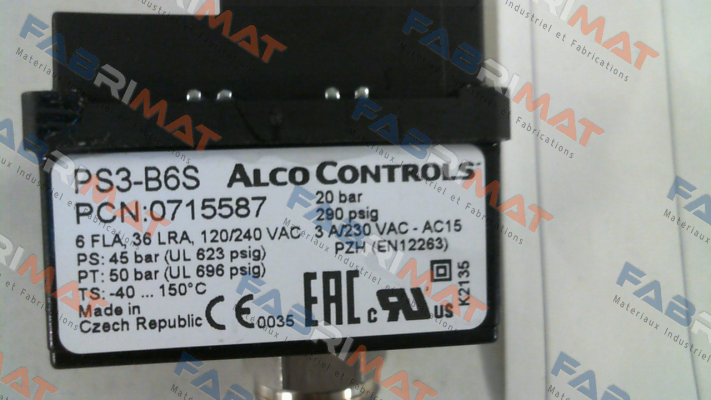 PS3-B6S ALCO CONTROLS
PCN:0715587
20 bar
290 psig
6 FLA, 36 LRA, 120/240 VAC 3 A/230 VAC - AC15
PS: 45 bar (UL 623 psig) PZH (EN12263)
PT: 50 bar (UL 696 psig)
TS: -40 ... 150°C
Made in
Czech Republic CE 0035 EAC c RU US K2135
FABRIMAT
Materiaux Industriel et Fabrications